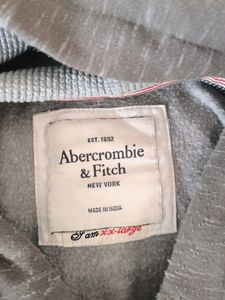 EST. 1892
Abercrombie
& Fitch
NEW YORK
MADE IN INDIA
I am xx-large